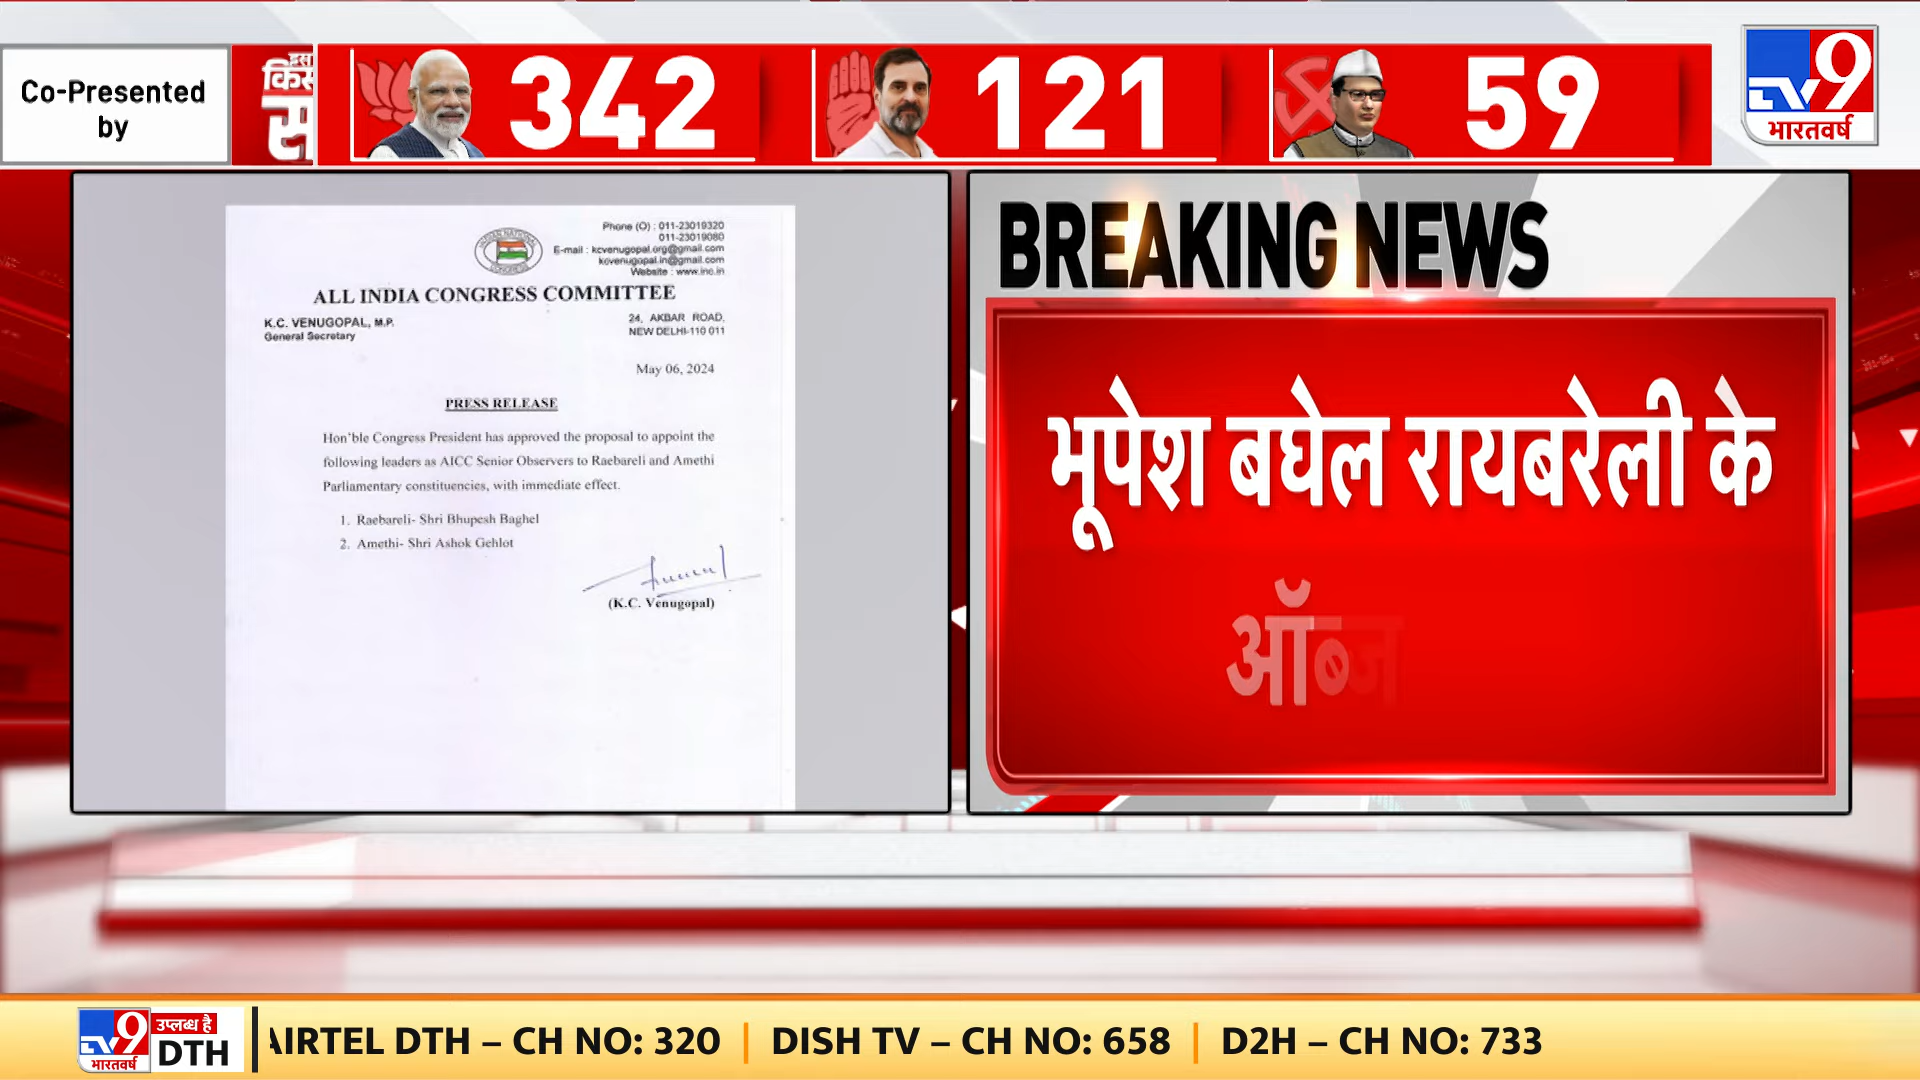 Co-Presented
by
342
121
59
TV9
भारतवर्ष
Phone (O) : 011-23019320
011-23019080
E-mail : kcvenugopal.org@gmail.com
kcvenugopal.in@gmail.com
Website : www.inc.in
ALL INDIA CONGRESS COMMITTEE
K.C. VENUGOPAL, M.P.
General Secretary
24, AKBAR ROAD,
NEW DELHI-110 011
May 06, 2024
PRESS RELEASE
Hon'ble Congress President has approved the proposal to appoint the
following leaders as AICC Senior Observers to Raebareli and Amethi
Parliamentary constituencies, with immediate effect.
1. Raebareli- Shri Bhupesh Baghel
2. Amethi- Shri Ashok Gehlot
(K.C. Venugopal)
BREAKING NEWS
भूपेश बघेल रायबरेली के
ऑब्ज
TV9
भारतवर्ष
उप्लब्ध है
DTH
AIRTEL DTH – CH NO: 320 | DISH TV – CH NO: 658 | D2H – CH NO: 733